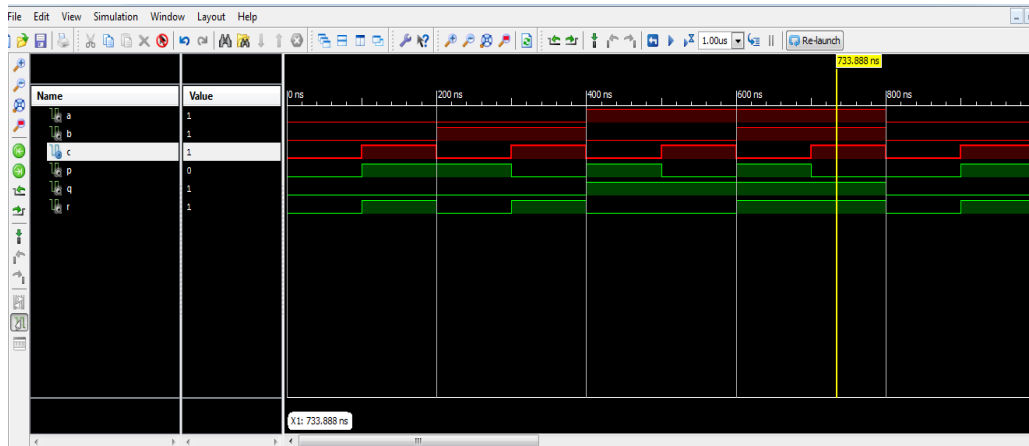 File Edit View Simulation Window Layout Help
1.00us Re-launch
733.888 ns
Name Value
0 ns 200 ns 400 ns 600 ns 800 ns
a 1
b 1
c 1
p 0
q 1
r 1
X1: 733.888 ns